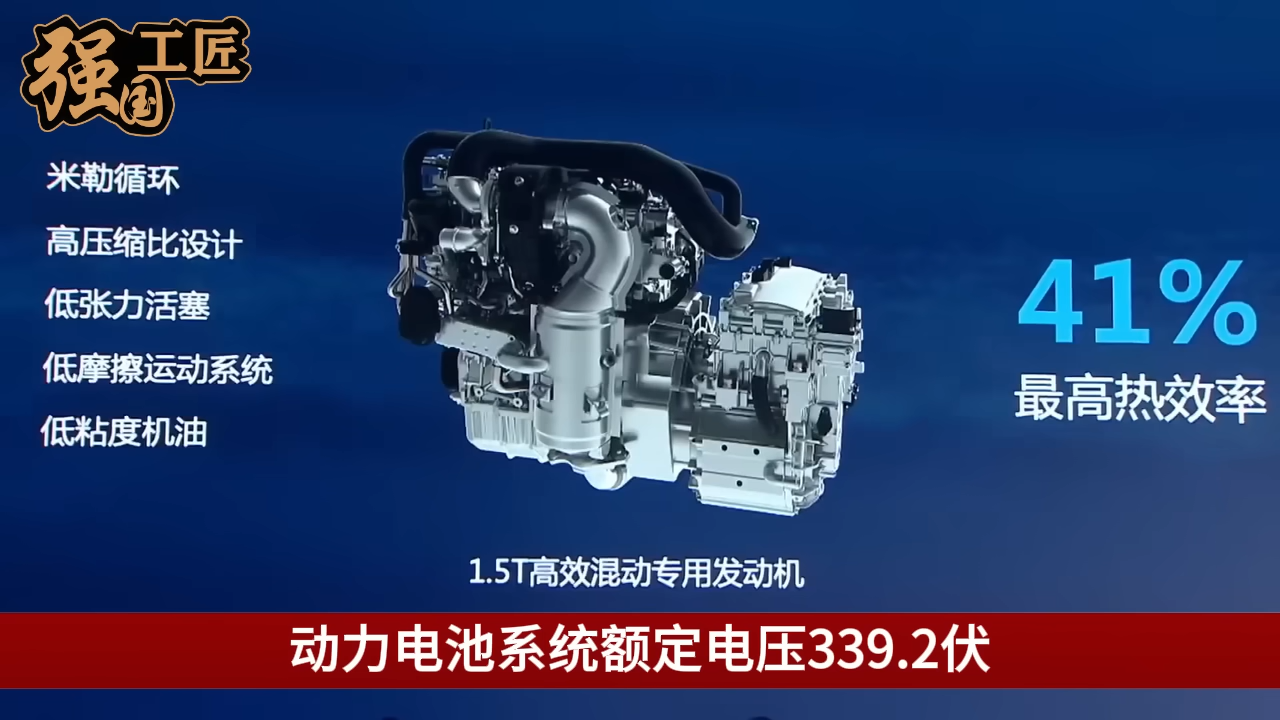 强国工匠
米勒循环
高压缩比设计
低张力活塞
低摩擦运动系统
低粘度机油
41%
最高热效率
1.5T高效混动专用发动机
动力电池系统额定电压339.2伏